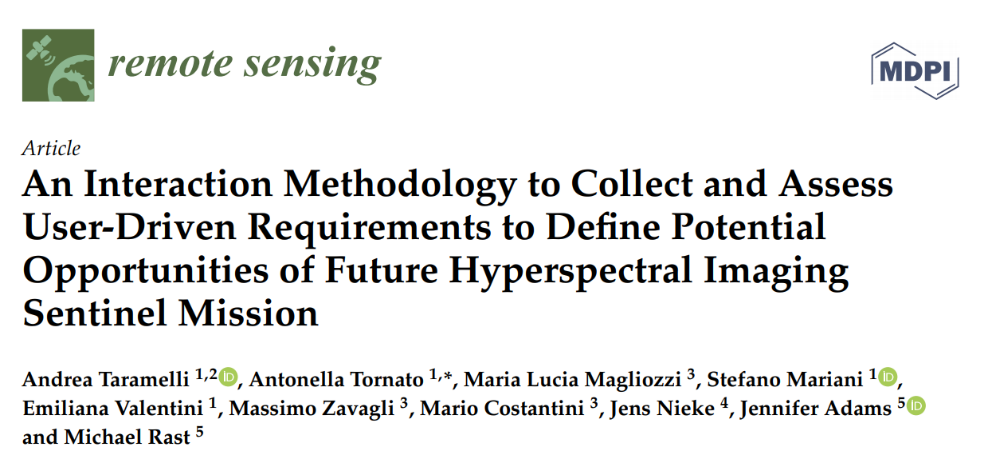 remote sensing
MDPI
Article
An Interaction Methodology to Collect and Assess
User-Driven Requirements to Define Potential
Opportunities of Future Hyperspectral Imaging
Sentinel Mission
Andrea Taramelli 1,2 iD, Antonella Tornato 1,*, Maria Lucia Magliozzi 3, Stefano Mariani 1 iD,
Emiliana Valentini 1, Massimo Zavagli 3, Mario Costantini 3, Jens Nieke 4, Jennifer Adams 5 iD
and Michael Rast 5